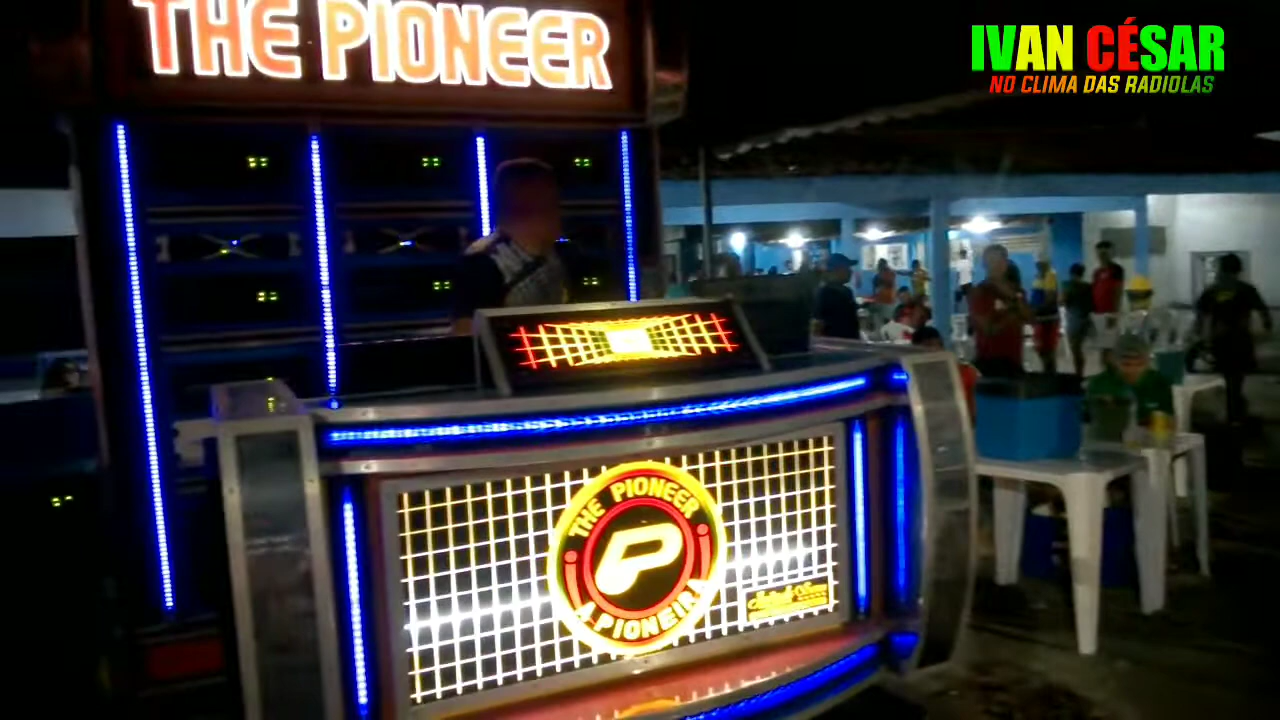 THE PIONEER
IVAN CÉSAR
NO CLIMA DAS RADIOLAS
THE PIONEER
P
A PIONEIRA